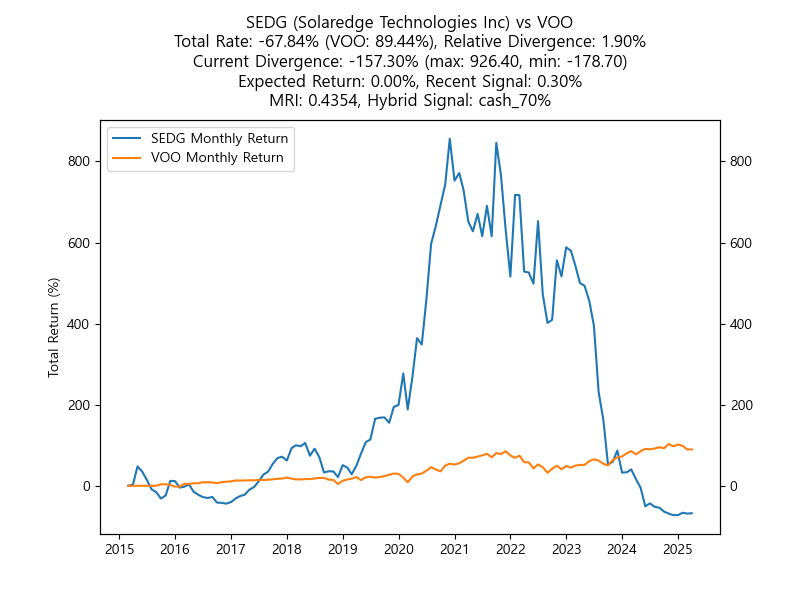 SEDG (Solaredge Technologies Inc) vs VOO
Total Rate: -67.84% (VOO: 89.44%), Relative Divergence: 1.90%
Current Divergence: -157.30% (max: 926.40, min: -178.70)
Expected Return: 0.00%, Recent Signal: 0.30%
MRI: 0.4354, Hybrid Signal: cash_70%
SEDG Monthly Return
VOO Monthly Return
Total Return (%)
800 800
600 600
400 400
200 200
0 0
2015 2016 2017 2018 2019 2020 2021 2022 2023 2024 2025